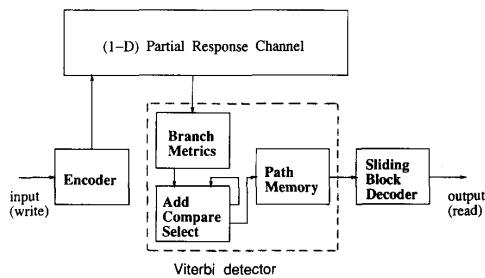 (1-D) Partial Response Channel
Branch
Metrics
Encoder
Path
Memory
Sliding
Block
Decoder
input
(write)
Add
Compare
Select
output
(read)
Viterbi detector